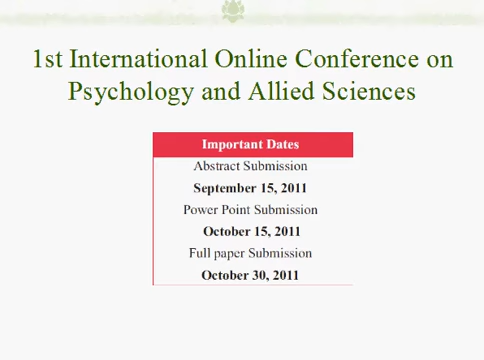 1st International Online Conference on
Psychology and Allied Sciences
Important Dates
Abstract Submission
September 15, 2011
Power Point Submission
October 15, 2011
Full paper Submission
October 30, 2011